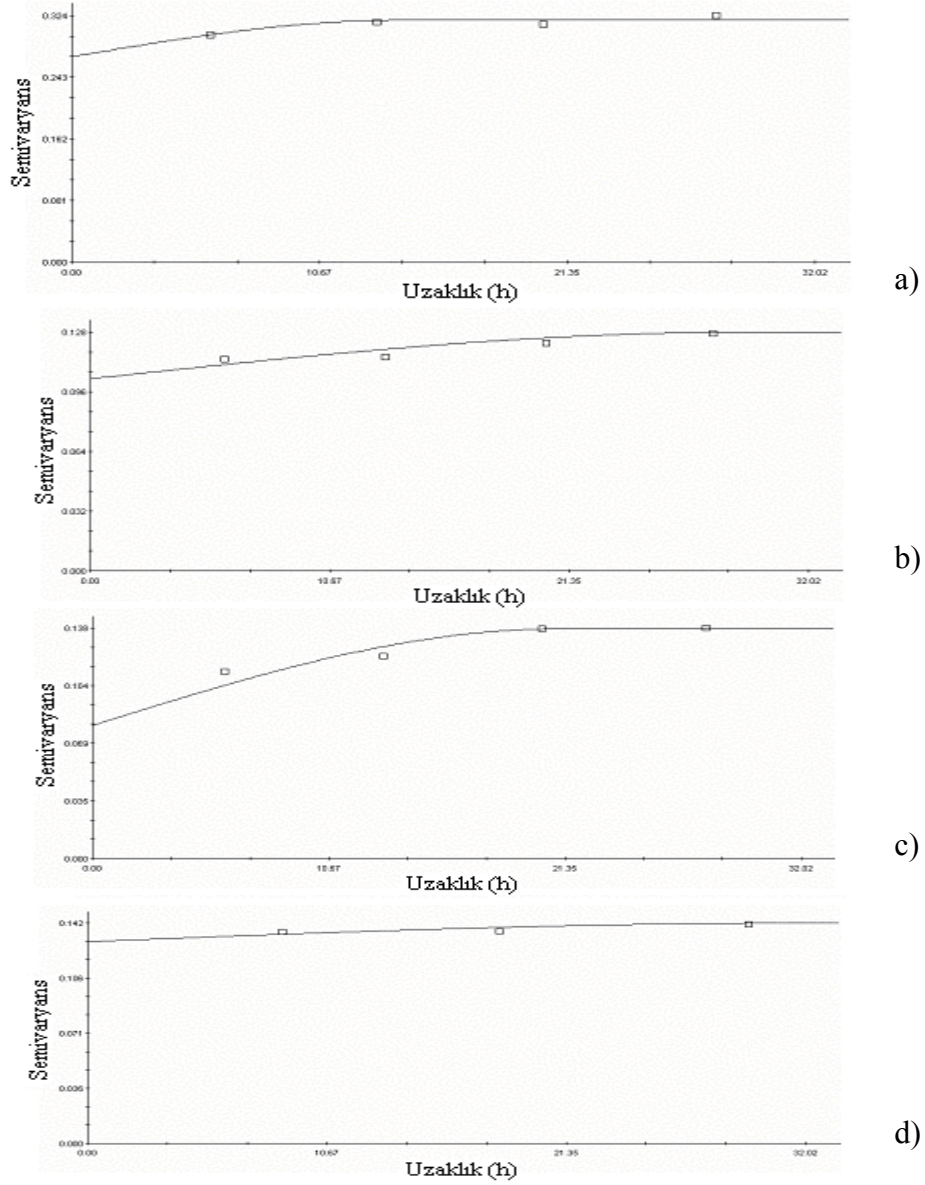 0.324
0.243
0.162
0.081
0.000
Semivaryans
0.00 10.67 21.35 32.02
Uzaklık (h)
a)
0.128
0.096
0.064
0.032
0.000
Semivaryans
0.00 10.67 21.35 32.02
Uzaklık (h)
b)
0.138
0.104
0.069
0.035
0.000
Semivaryans
0.00 10.67 21.35 32.02
Uzaklık (h)
c)
0.142
0.106
0.071
0.035
0.000
Semivaryans
0.00 10.67 21.35 32.02
Uzaklık (h)
d)